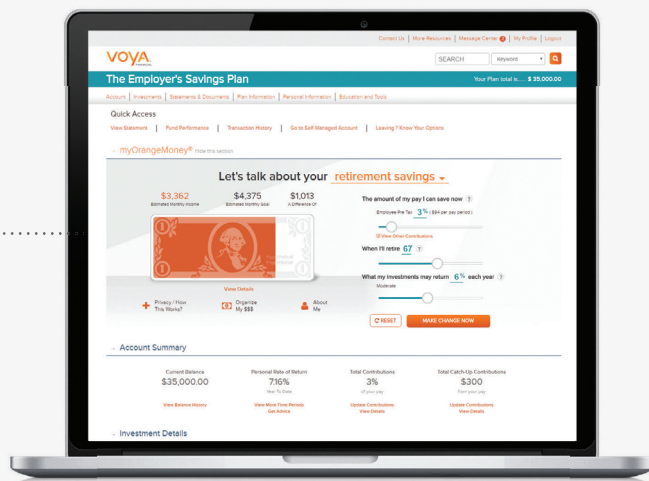 Contact Us | More Resources | Message Center | My Profile | Logout
VOYA
FINANCIAL
SEARCH Keyword
The Employer's Savings Plan Your Plan total is..... $ 35,000.00
Account | Investments | Statements & Documents | Plan Information | Personal Information | Education and Tools
Quick Access
View Statement | Fund Performance | Transaction History | Go to Self-Managed Account | Leaving ? Know Your Options
myOrangeMoney® Hide this section
Let's talk about your retirement savings
$3,362 $4,375 $1,013
Estimated Monthly Income Estimated Monthly Goal A Difference Of
The amount of my pay I can save now ?
Employee Pre Tax 3% ( $84 per pay period )
View Other Contributions
When I'll retire 67 ?
What my investments may return 6% each year ?
Moderate
View Details
Privacy / How This Works?
Organize My $$$
About Me
RESET MAKE CHANGE NOW
Account Summary
Current Balance Personal Rate of Return Total Contributions Total Catch-Up Contributions
$35,000.00 7.16% 3% $300
Year To Date of your pay from your pay
View Balance History View More Time Periods Update Contributions Update Contributions
Get Advice View Details View Details
Investment Details